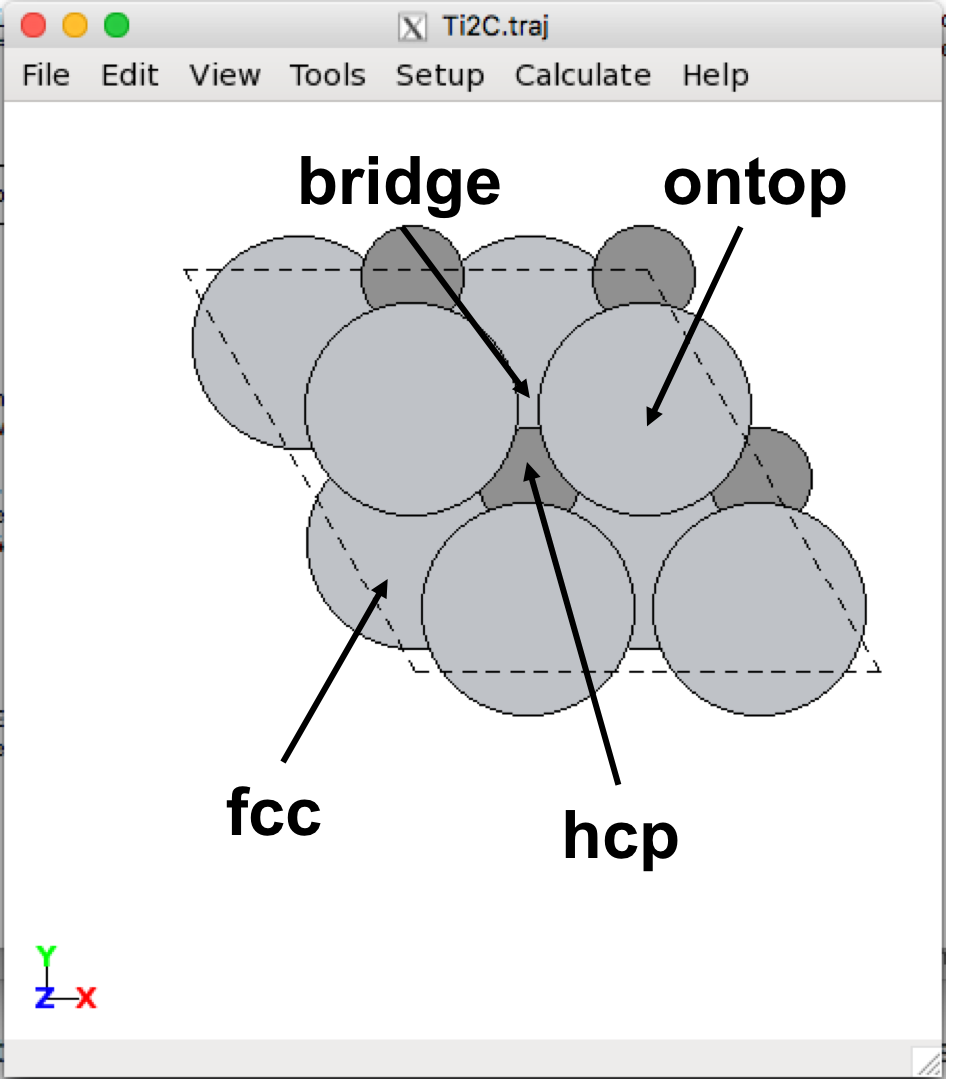 Ti2C.traj
File Edit View Tools Setup Calculate Help
bridge ontop
fcc
hcp
Y
Z X